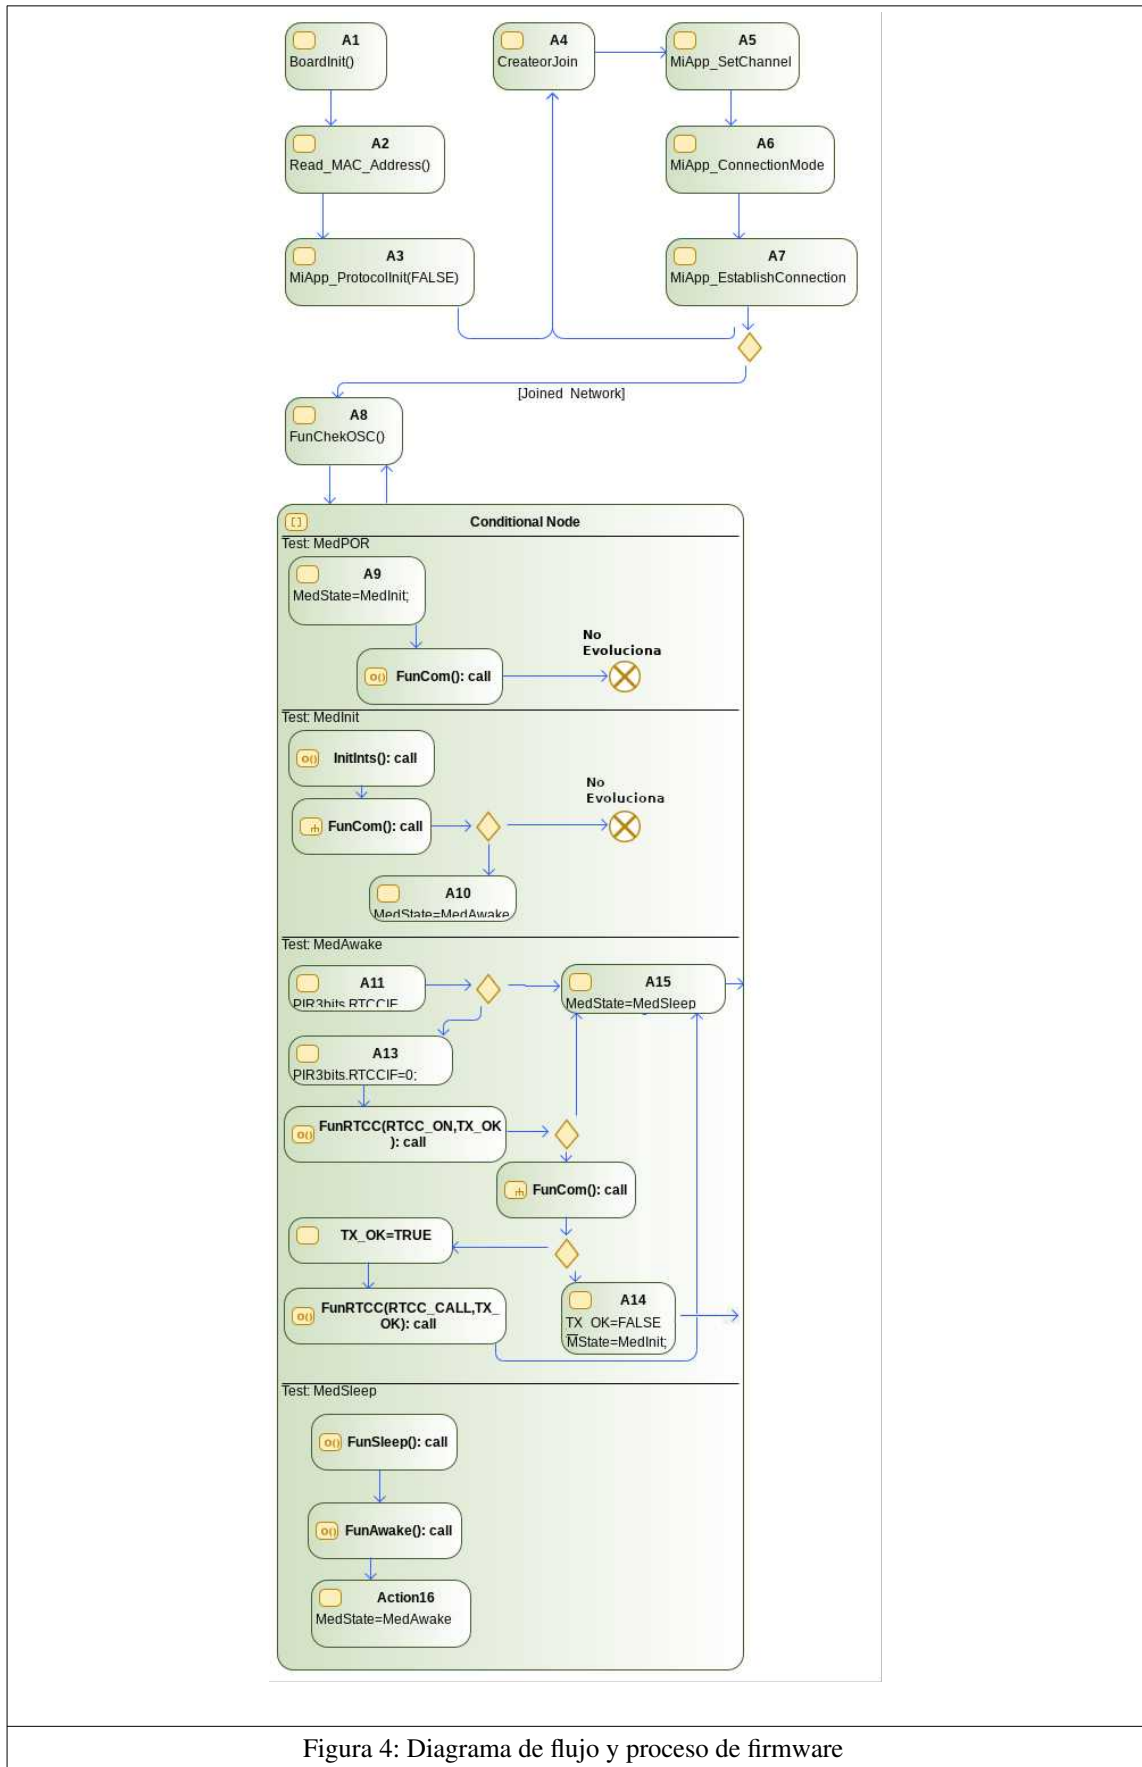 A1
BoardInit()
A4
CreateorJoin
A5
MiApp_SetChannel
A2
Read_MAC_Address()
A6
MiApp_ConnectionMode
A3
MiApp_ProtocolInit(FALSE)
A7
MiApp_EstablishConnection
[Joined Network]
A8
FunChekOSC()
Conditional Node
Test: MedPOR
A9
MedState=MedInit;
FunCom(): call
No
Evoluciona
Test: MedInit
InitInts(): call
FunCom(): call
No
Evoluciona
A10
MedState=MedAwake
Test: MedAwake
A11
PIR3bits.RTCCIF
A15
MedState=MedSleep
A13
PIR3bits.RTCCIF=0;
FunRTCC(RTCC_ON,TX_OK
): call
FunCom(): call
TX_OK=TRUE
FunRTCC(RTCC_CALL,TX_
OK): call
A14
TX_OK=FALSE
MState=MedInit;
Test: MedSleep
FunSleep(): call
FunAwake(): call
Action16
MedState=MedAwake
Figura 4: Diagrama de flujo y proceso de firmware